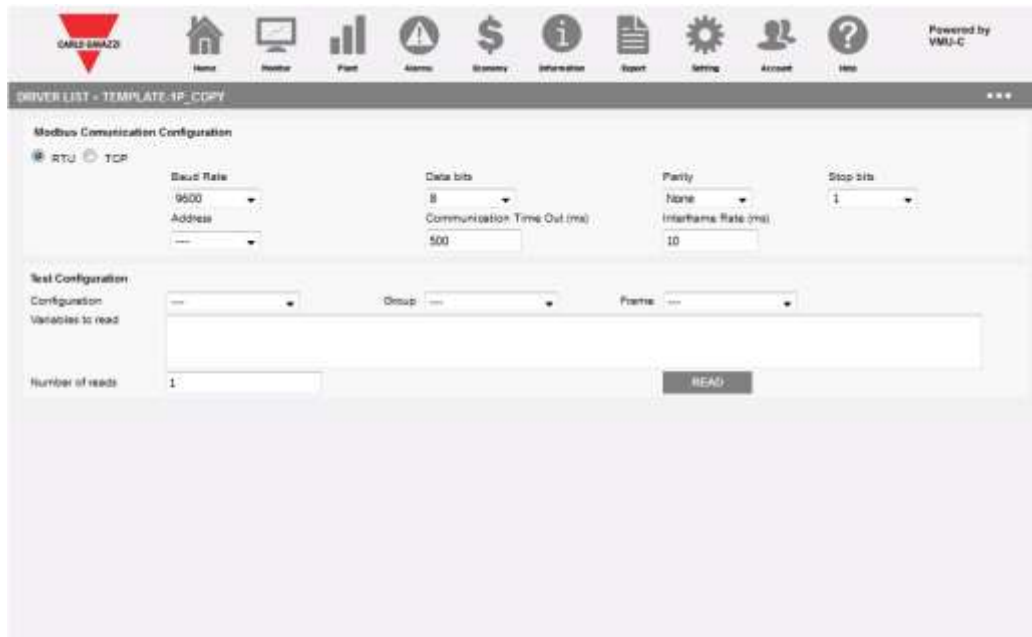 CARLO GAVAZZI
Home Monitor Plant Alarms Economy Information Export Setting Account Help
Powered by
VMU-C
DRIVER LIST - TEMPLATE-1P_COPY
Modbus Comunication Configuration
RTU TCP
Baud Rate Data bits Parity Stop bits
9600 8 None 1
Address Communication Time Out (ms) Interframe Rate (ms)
---- 500 10
Test Configuration
Configuration ---- Group ---- Frame ----
Variables to read
Number of reads 1 READ